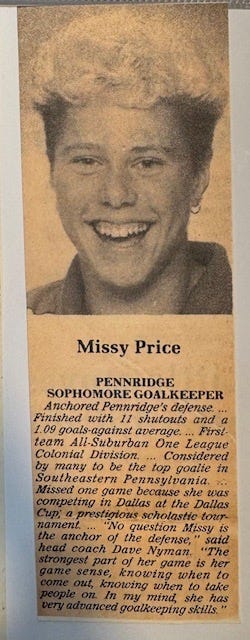 Missy Price
PENNRIDGE
SOPHOMORE GOALKEEPER
Anchored Pennridge's defense. ...
Finished with 11 shutouts and a
1.09 goals-against average. ... First-
team All-Suburban One League
Colonial Division. ... Considered
by many to be the top goalie in
Southeastern Pennsylvania. ...
Missed one game because she was
competing in Dallas at the Dallas
Cup, a prestigious scholastic tour-
nament. ... "No question Missy is
the anchor of the defense," said
head coach Dave Nyman. "The
strongest part of her game is her
game sense, knowing when to
come out, knowing when to take
people on. In my mind, she has
very advanced goalkeeping skills."